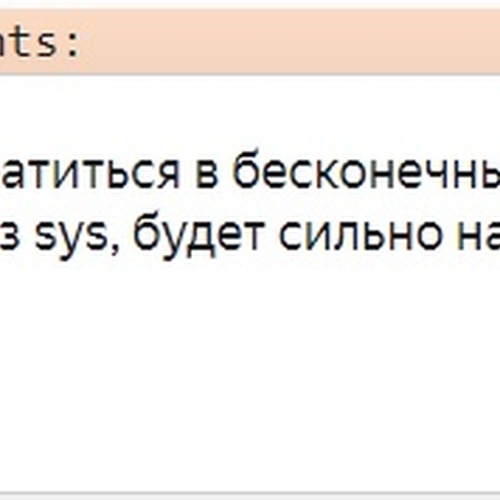 nts:
атиться в бесконечны
з sys, будет сильно на